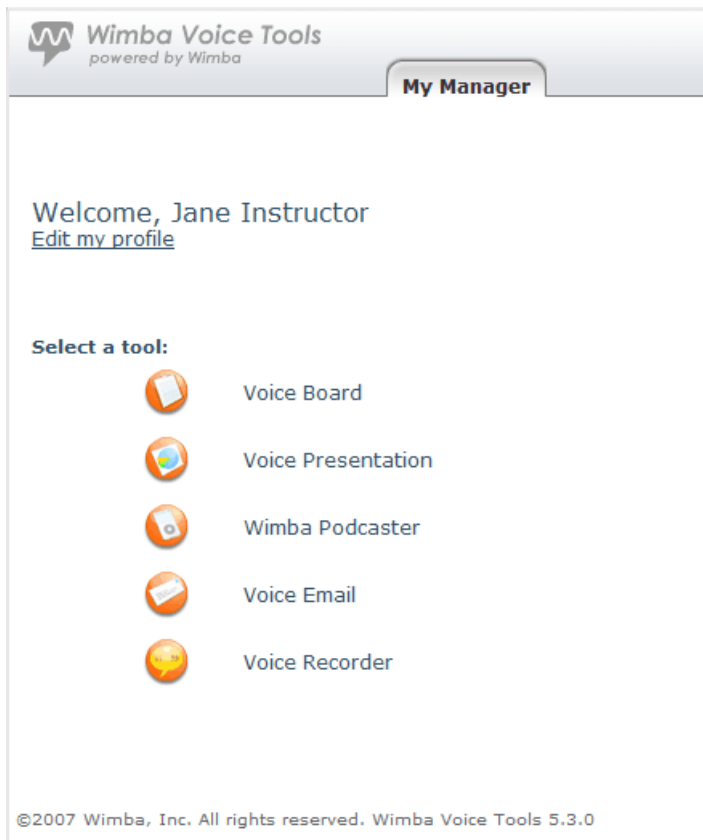 Wimba Voice Tools
powered by Wimba
My Manager
Welcome, Jane Instructor
Edit my profile
Select a tool:
Voice Board
Voice Presentation
Wimba Podcaster
Voice Email
Voice Recorder
©2007 Wimba, Inc. All rights reserved. Wimba Voice Tools 5.3.0